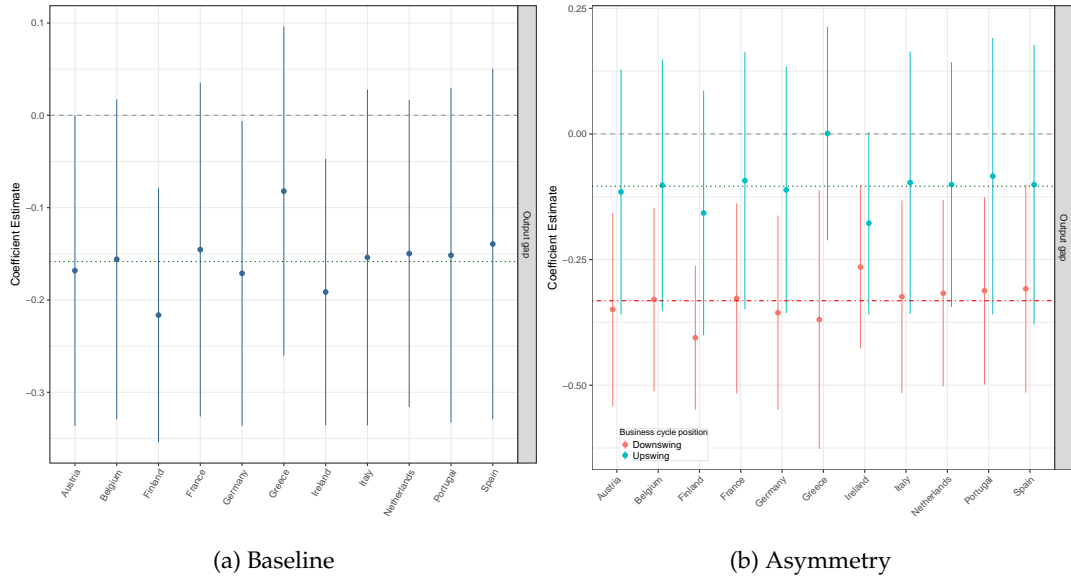 0.1
0.0
−0.1
−0.2
−0.3
Coefficient Estimate
Output gap
Austria
Belgium
Finland
France
Germany
Greece
Ireland
Italy
Netherlands
Portugal
Spain
(a) Baseline
0.25
0.00
−0.25
−0.50
Coefficient Estimate
Output gap
Business cycle position
Downswing
Upswing
Austria
Belgium
Finland
France
Germany
Greece
Ireland
Italy
Netherlands
Portugal
Spain
(b) Asymmetry